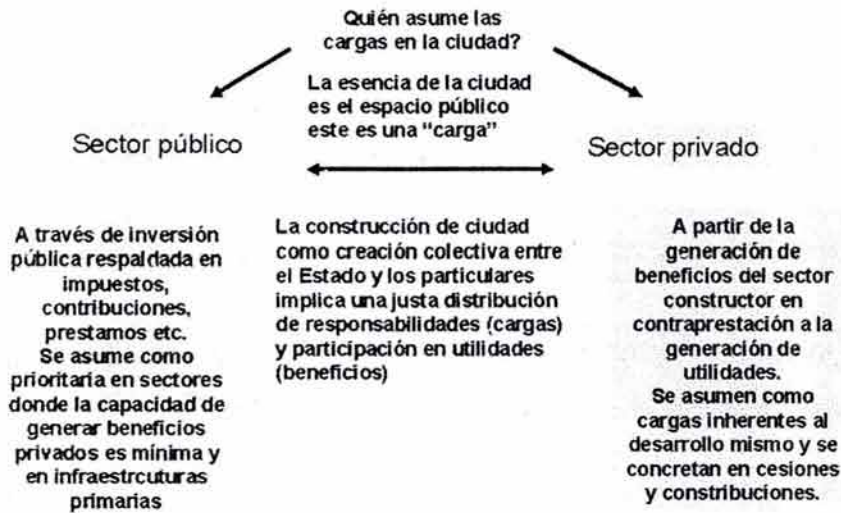 Quién asume las
cargas en la ciudad?
La esencia de la ciudad
es el espacio público
este es una “carga”
Sector público
Sector privado
A través de inversión
pública respaldada en
impuestos,
contribuciones,
prestamos etc.
Se asume como
prioritaria en sectores
donde la capacidad de
generar beneficios
privados es mínima y
en infraestrcuturas
primarias
La construcción de ciudad
como creación colectiva entre
el Estado y los particulares
implica una justa distribución
de responsabilidades (cargas)
y participación en utilidades
(beneficios)
A partir de la
generación de
beneficios del sector
constructor en
contraprestación a la
generación de
utilidades.
Se asumen como
cargas inherentes al
desarrollo mismo y se
concretan en cesiones
y constribuciones.